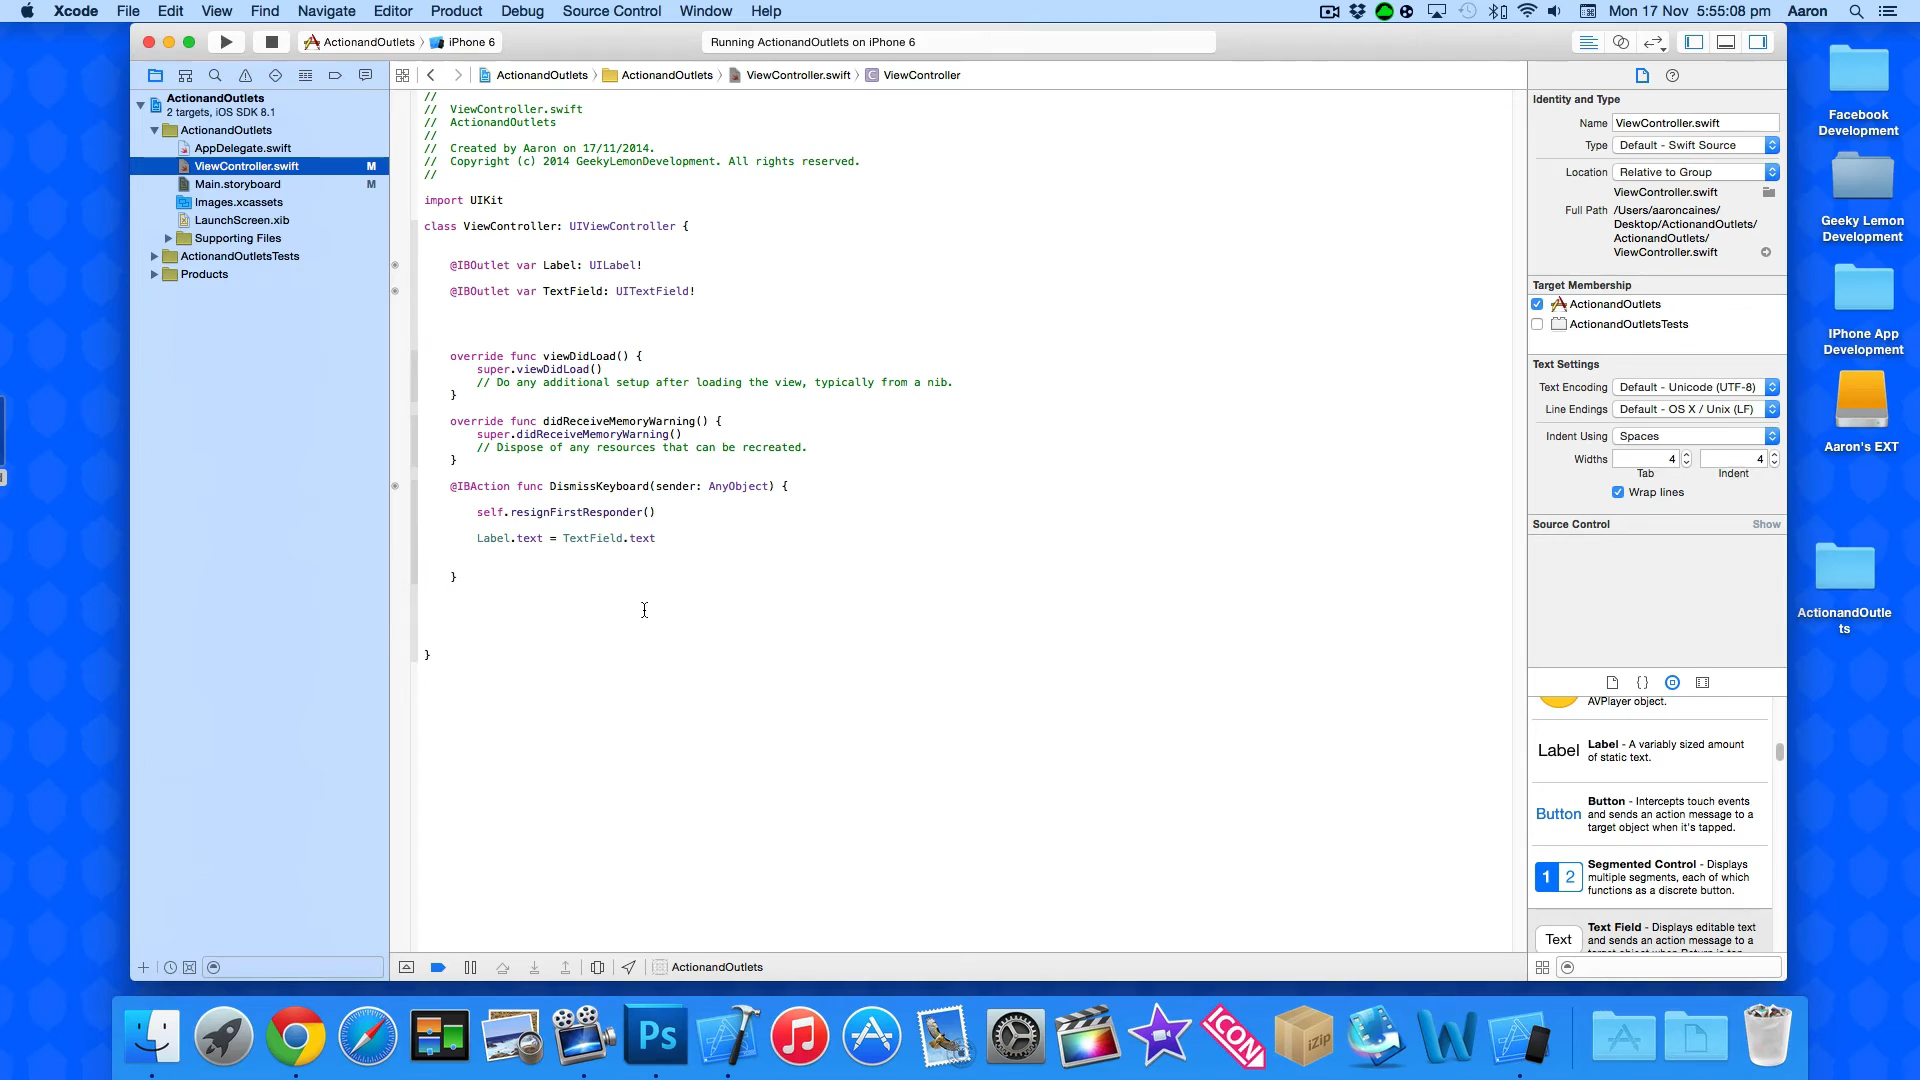 Xcode File Edit View Find Navigate Editor Product Debug Source Control Window Help
Mon 17 Nov 5:55:08 pm Aaron
ActionandOutlets iPhone 6
Running ActionandOutlets on iPhone 6
ActionandOutlets
2 targets, iOS SDK 8.1
ActionandOutlets
AppDelegate.swift
ViewController.swift M
Main.storyboard M
Images.xcassets
LaunchScreen.xib
Supporting Files
ActionandOutletsTests
Products
ActionandOutlets ActionandOutlets ViewController.swift C ViewController
//
// ViewController.swift
// ActionandOutlets
//
// Created by Aaron on 17/11/2014.
// Copyright (c) 2014 GeekyLemonDevelopment. All rights reserved.
//
import UIKit
class ViewController: UIViewController {
@IBOutlet var Label: UILabel!
@IBOutlet var TextField: UITextField!
override func viewDidLoad() {
super.viewDidLoad()
// Do any additional setup after loading the view, typically from a nib.
}
override func didReceiveMemoryWarning() {
super.didReceiveMemoryWarning()
// Dispose of any resources that can be recreated.
}
@IBAction func DismissKeyboard(sender: AnyObject) {
self.resignFirstResponder()
Label.text = TextField.text
}
}
ActionandOutlets
Identity and Type
Name ViewController.swift
Type Default - Swift Source
Location Relative to Group
ViewController.swift
Full Path /Users/aaroncaines/
Desktop/ActionandOutlets/
ActionandOutlets/
ViewController.swift
Target Membership
ActionandOutlets
ActionandOutletsTests
Text Settings
Text Encoding Default - Unicode (UTF-8)
Line Endings Default - OS X / Unix (LF)
Indent Using Spaces
Widths 4 4
Tab Indent
Wrap lines
Source Control Show
{ }
AVPlayer object.
Label Label - A variably sized amount
of static text.
Button Button - Intercepts touch events
and sends an action message to a
target object when it's tapped.
1 2 Segmented Control - Displays
multiple segments, each of which
functions as a discrete button.
Text Text Field - Displays editable text
and sends an action message to a
target object when Return is tap
Facebook
Development
Geeky Lemon
Development
IPhone App
Development
Aaron's EXT
ActionandOutle
ts
Ps
ICON
iZip
W